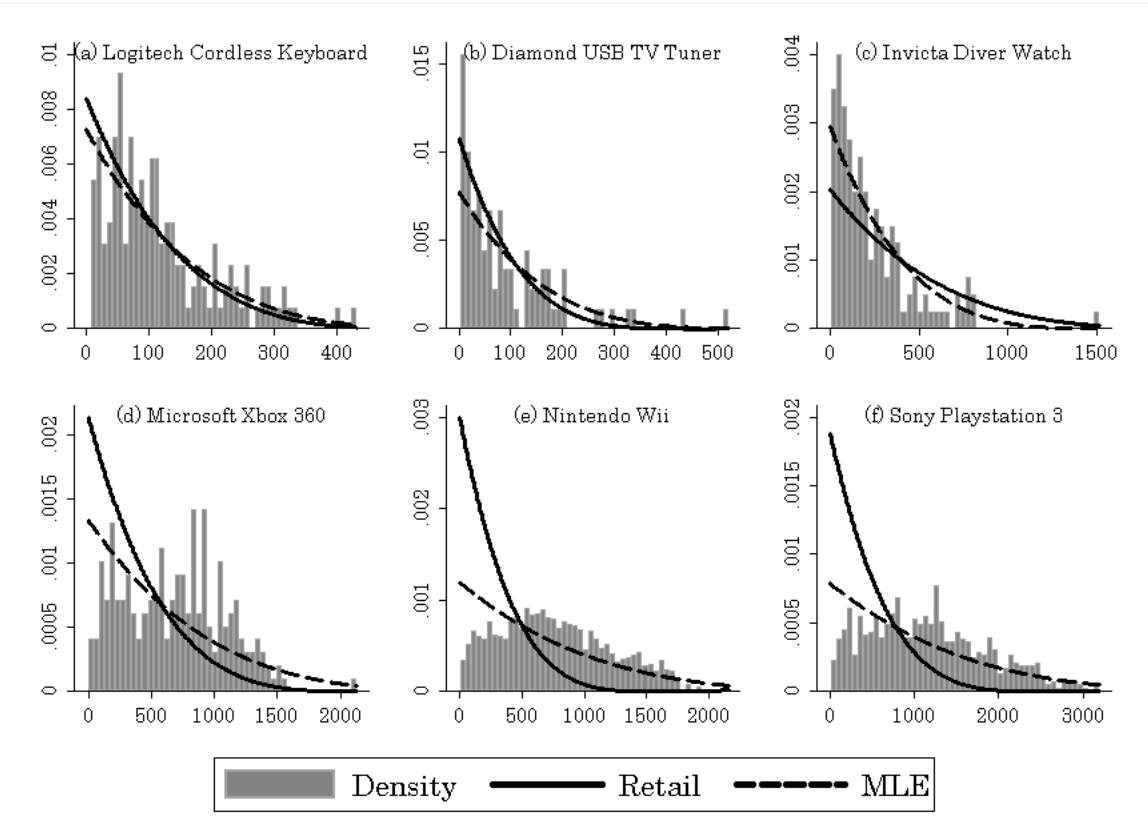 (a) Logitech Cordless Keyboard
.01
.008
.006
.004
.002
0
0 100 200 300 400
(b) Diamond USB TV Tuner
.015
.01
.005
0
0 100 200 300 400 500
(c) Invicta Diver Watch
.004
.003
.002
.001
0
0 500 1000 1500
(d) Microsoft Xbox 360
.002
.0015
.001
.0005
0
0 500 1000 1500 2000
(e) Nintendo Wii
.003
.002
.001
0
0 500 1000 1500 2000
(f) Sony Playstation 3
.002
.0015
.001
.0005
0
0 1000 2000 3000
Density Retail MLE